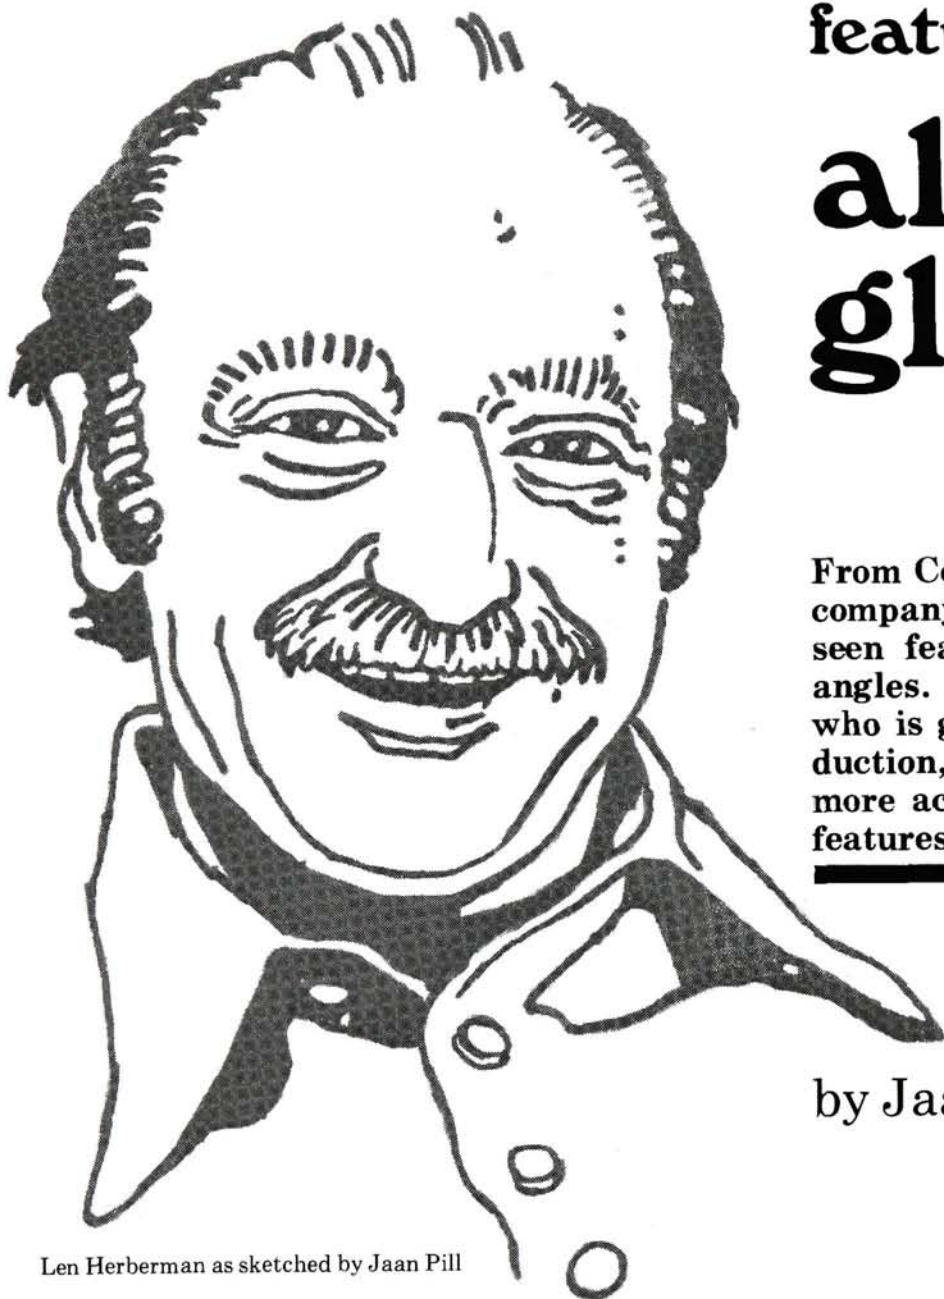 featu
al
gl
From Co
company
seen fea
angles.
who is g
duction,
more ac
features
by Jaa
Len Herberman as sketched by Jaan Pill